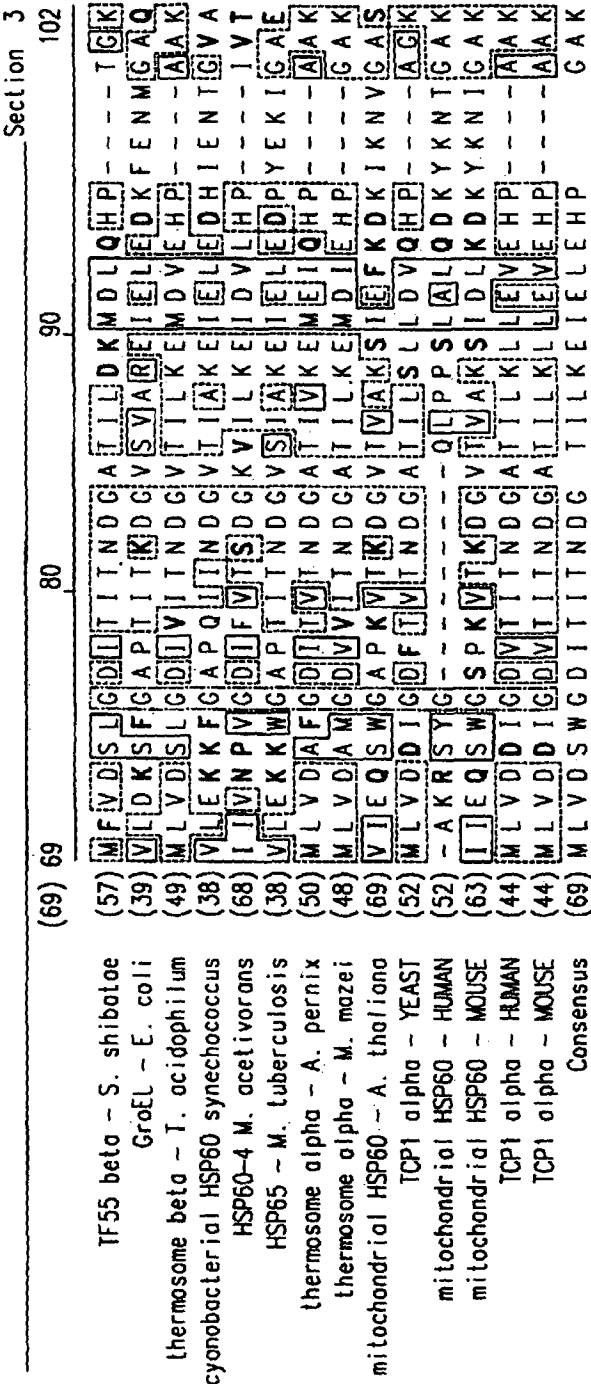 Section 3
(69) 69 80 90 102
TF55 beta - S. shibatae (57) M F V D S L G D I T I T N D G A T I L D K M D L Q H P - - - - T G K
GroEL - E. coli (39) V L D K S F G A P T I T K D G V S V A R E I E L E D K F E N M G A Q
thermosome beta - T. acidophilum (49) M L V D S L G D I V I T N D G V T I L K E M D V E H P - - - - A A K
cyanobacterial HSP60 synechococcus (38) V L E K K F G A P Q I I N D G V T I A K E I E L E D H I E N T G V A
HSP60-4 M. acetivorans (68) I I V N P V G D I F V T S D G K V I L K E I D V L H P - - - - I V T
HSP65 - M. tuberculosis (38) V L E K K W G A P T I T N D G V S I A K E I E L E D P Y E K I G A E
thermosome alpha - A. pernix (50) M L V D A F G D I T V T N D G A T I V K E M E I Q H P - - - - A A K
thermosome alpha - M. mazei (48) M L V D A M G D V V I T N D G A T I L K E M D I E H P - - - - G A K
mitochondrial HSP60 - A. thaliana (69) V I E Q S W G A P K V T K D G V T V A K S I E F K D K I K N V G A S
TCP1 alpha - YEAST (52) M L V D D I G D F T V T N D G A T I L S L L D V Q H P - - - - A G K
mitochondrial HSP60 - HUMAN (52) - A K R S Y G - - - - - - - - - Q L P P S L A L Q D K Y K N T G A K
mitochondrial HSP60 - MOUSE (63) I I E Q S W G S P K V T K D G V T V A K S I D L K D K Y K N I G A K
TCP1 alpha - HUMAN (44) M L V D D I G D V T I T N D G A T I L K L L E V E H P - - - - A A K
TCP1 alpha - MOUSE (44) M L V D D I G D V T I T N D G A T I L K L L E V E H P - - - - A A K
Consensus (69) M L V D S W G D I T I T N D G T I L K E I E L E H P G A K